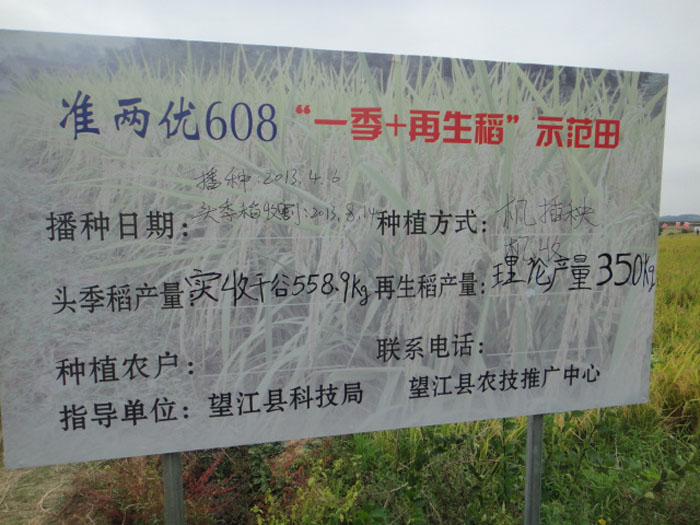 准两优608“一季+再生稻”示范田
播种:2013.4.6
头季稻收割:2013.8.14
播种日期: 种植方式: 机插秧
机收
头季稻产量:实收干谷558.9kg 再生稻产量:理论产量350kg
种植农户: 联系电话:
指导单位: 望江县科技局 望江县农技推广中心